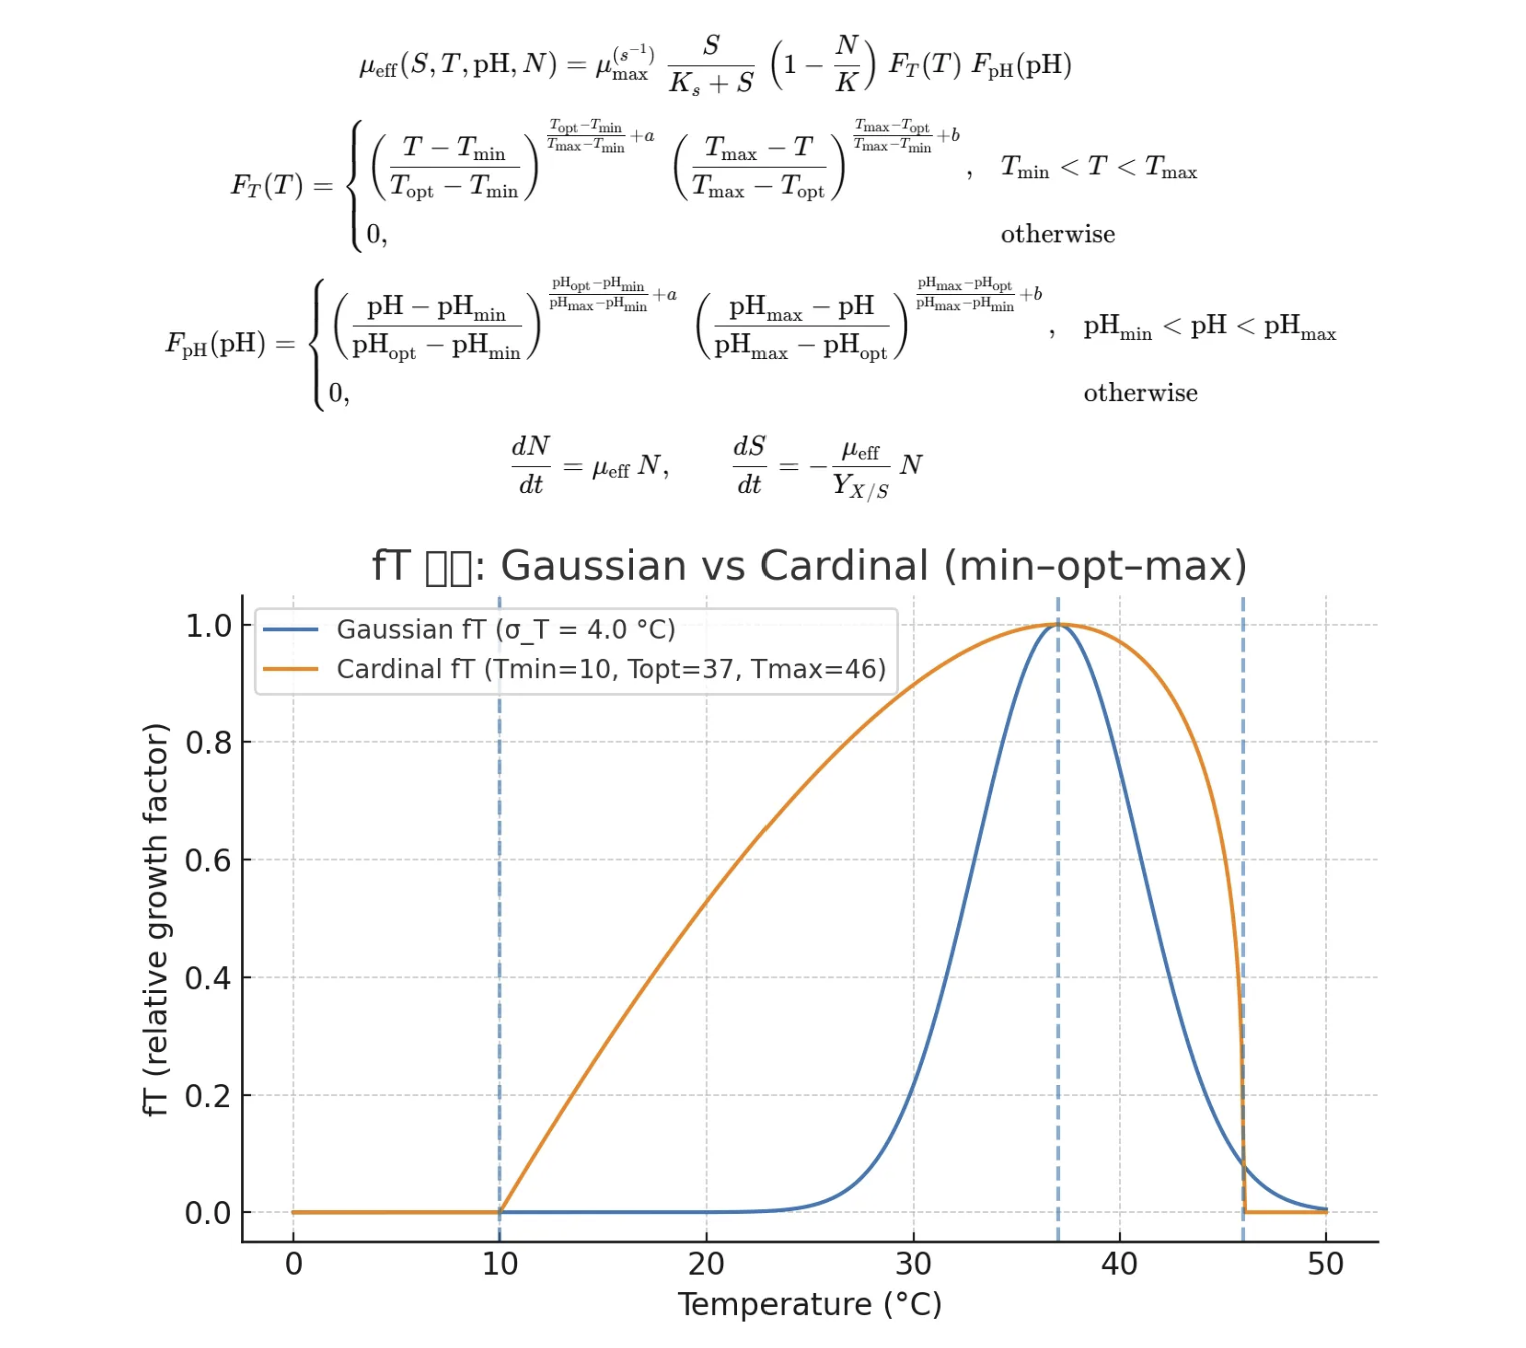 μ_eff(S, T, pH, N) = μ_max^(s⁻¹) S/(K_s + S) (1 − N/K) F_T(T) F_pH(pH)
F_T(T) = { ((T − T_min)/(T_opt − T_min))^((T_opt−T_min)/(T_max−T_min)+a) ((T_max − T)/(T_max − T_opt))^((T_max−T_opt)/(T_max−T_min)+b), T_min < T < T_max
0, otherwise
F_pH(pH) = { ((pH − pH_min)/(pH_opt − pH_min))^((pH_opt−pH_min)/(pH_max−pH_min)+a) ((pH_max − pH)/(pH_max − pH_opt))^((pH_max−pH_opt)/(pH_max−pH_min)+b), pH_min < pH < pH_max
0, otherwise
dN/dt = μ_eff N, dS/dt = − μ_eff/Y_X/S N
fT □□: Gaussian vs Cardinal (min–opt–max)
Gaussian fT (σ_T = 4.0 °C)
Cardinal fT (Tmin=10, Topt=37, Tmax=46)
fT (relative growth factor)
1.0
0.8
0.6
0.4
0.2
0.0
0 10 20 30 40 50
Temperature (°C)